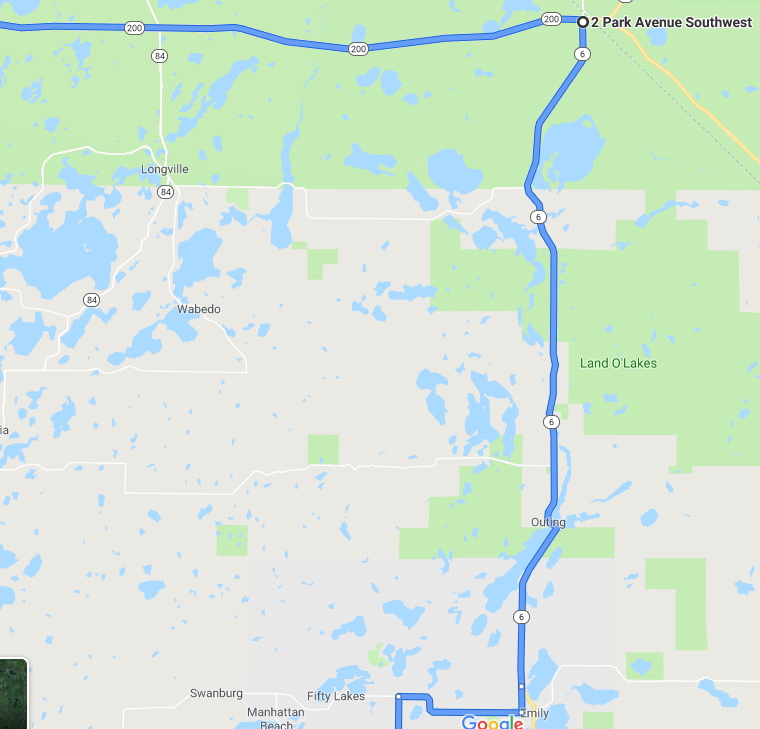 200
200
2 Park Avenue Southwest
84
200
6
Longville
84
6
84
Wabedo
Land O'Lakes
6
ia
Outing
6
Swanburg
Fifty Lakes
Manhattan
Beach
Emily
Google